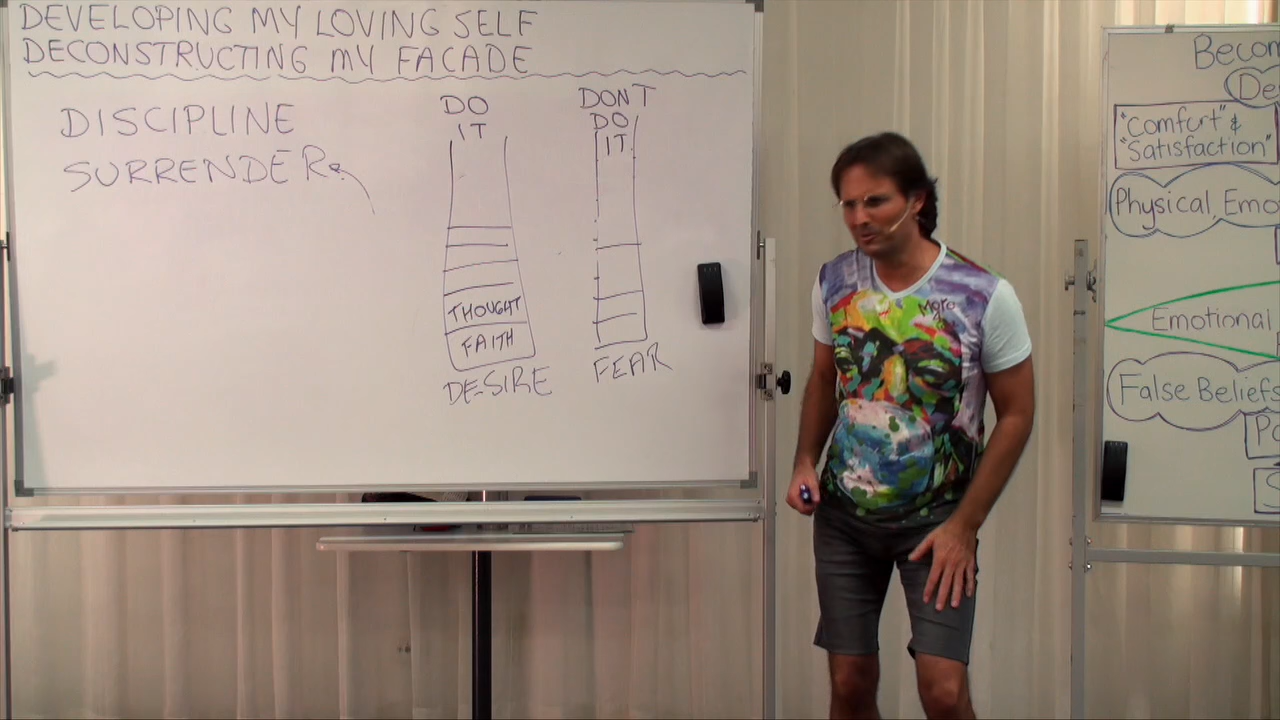 DEVELOPING MY LOVING SELF
DECONSTRUCTING MY FACADE
DISCIPLINE
SURRENDER
DO
IT
THOUGHT
FAITH
DESIRE
DONT
DO
IT
FEAR
"Comfort" &
"Satisfaction"
Physical, Emo
Emotional
False Beliefs